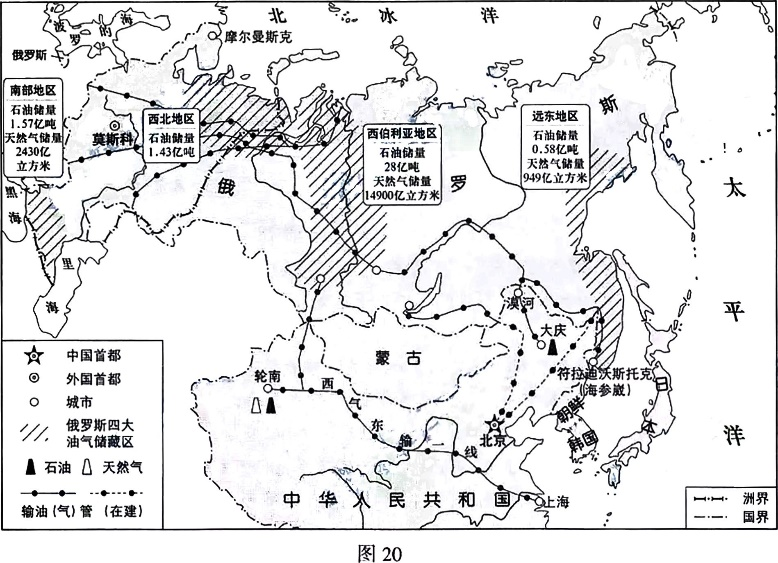 北冰洋
波罗的海
摩尔曼斯克
俄罗斯
南部地区
石油储量
1.57亿吨
天然气储量
2430亿
立方米
莫斯科
西北地区
石油储量
1.43亿吨
西伯利亚地区
石油储量
28亿吨
天然气储量
14900亿立方米
远东地区
石油储量
0.58亿吨
天然气储量
949亿立方米
俄罗斯
太平洋
黑海
里海
漠河
大庆
蒙古
符拉迪沃斯托克
(海参崴)
日本
朝鲜
韩国
轮南
西气东输一线
北京
上海
中华人民共和国
中国首都
外国首都
城市
俄罗斯四大
油气储藏区
石油 天然气
输油(气)管 (在建)
洲界
国界
图20